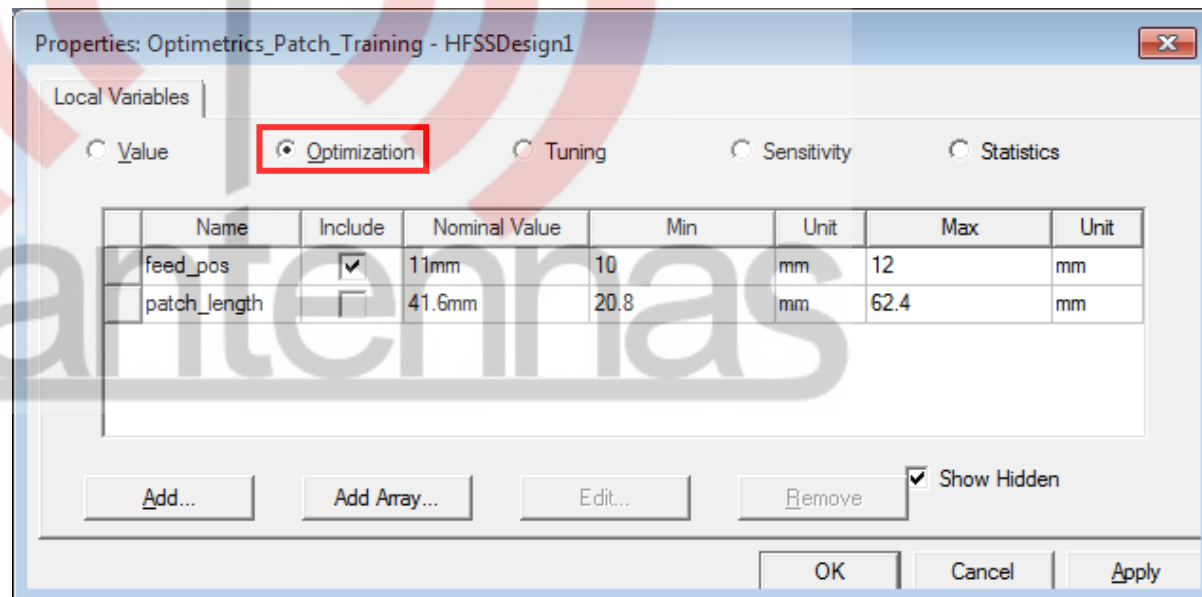 Properties: Optimetrics_Patch_Training - HFSSDesign1
Local Variables
Value Optimization Tuning Sensitivity Statistics
Name Include Nominal Value Min Unit Max Unit
feed_pos 11mm 10 mm 12 mm
patch_length 41.6mm 20.8 mm 62.4 mm
antennas
Add... Add Array... Edit... Remove Show Hidden
OK Cancel Apply